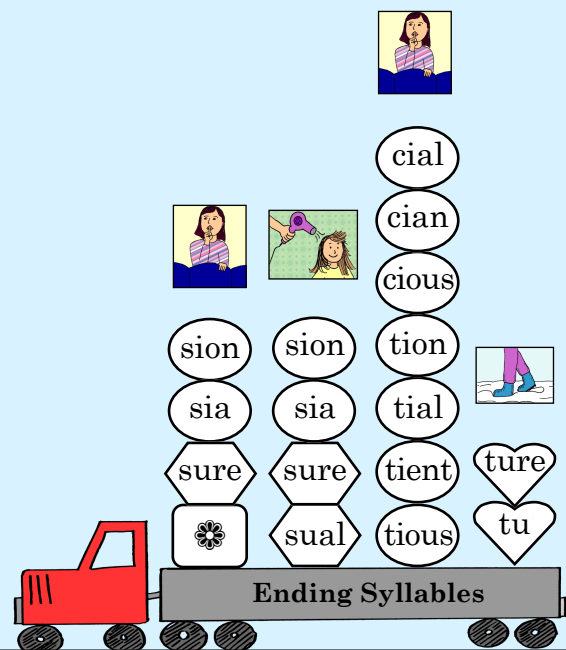 cial
cian
cious
sion
sion
tion
sia
sia
tial
sure
sure
tient
ture
sual
tious
tu
Ending Syllables